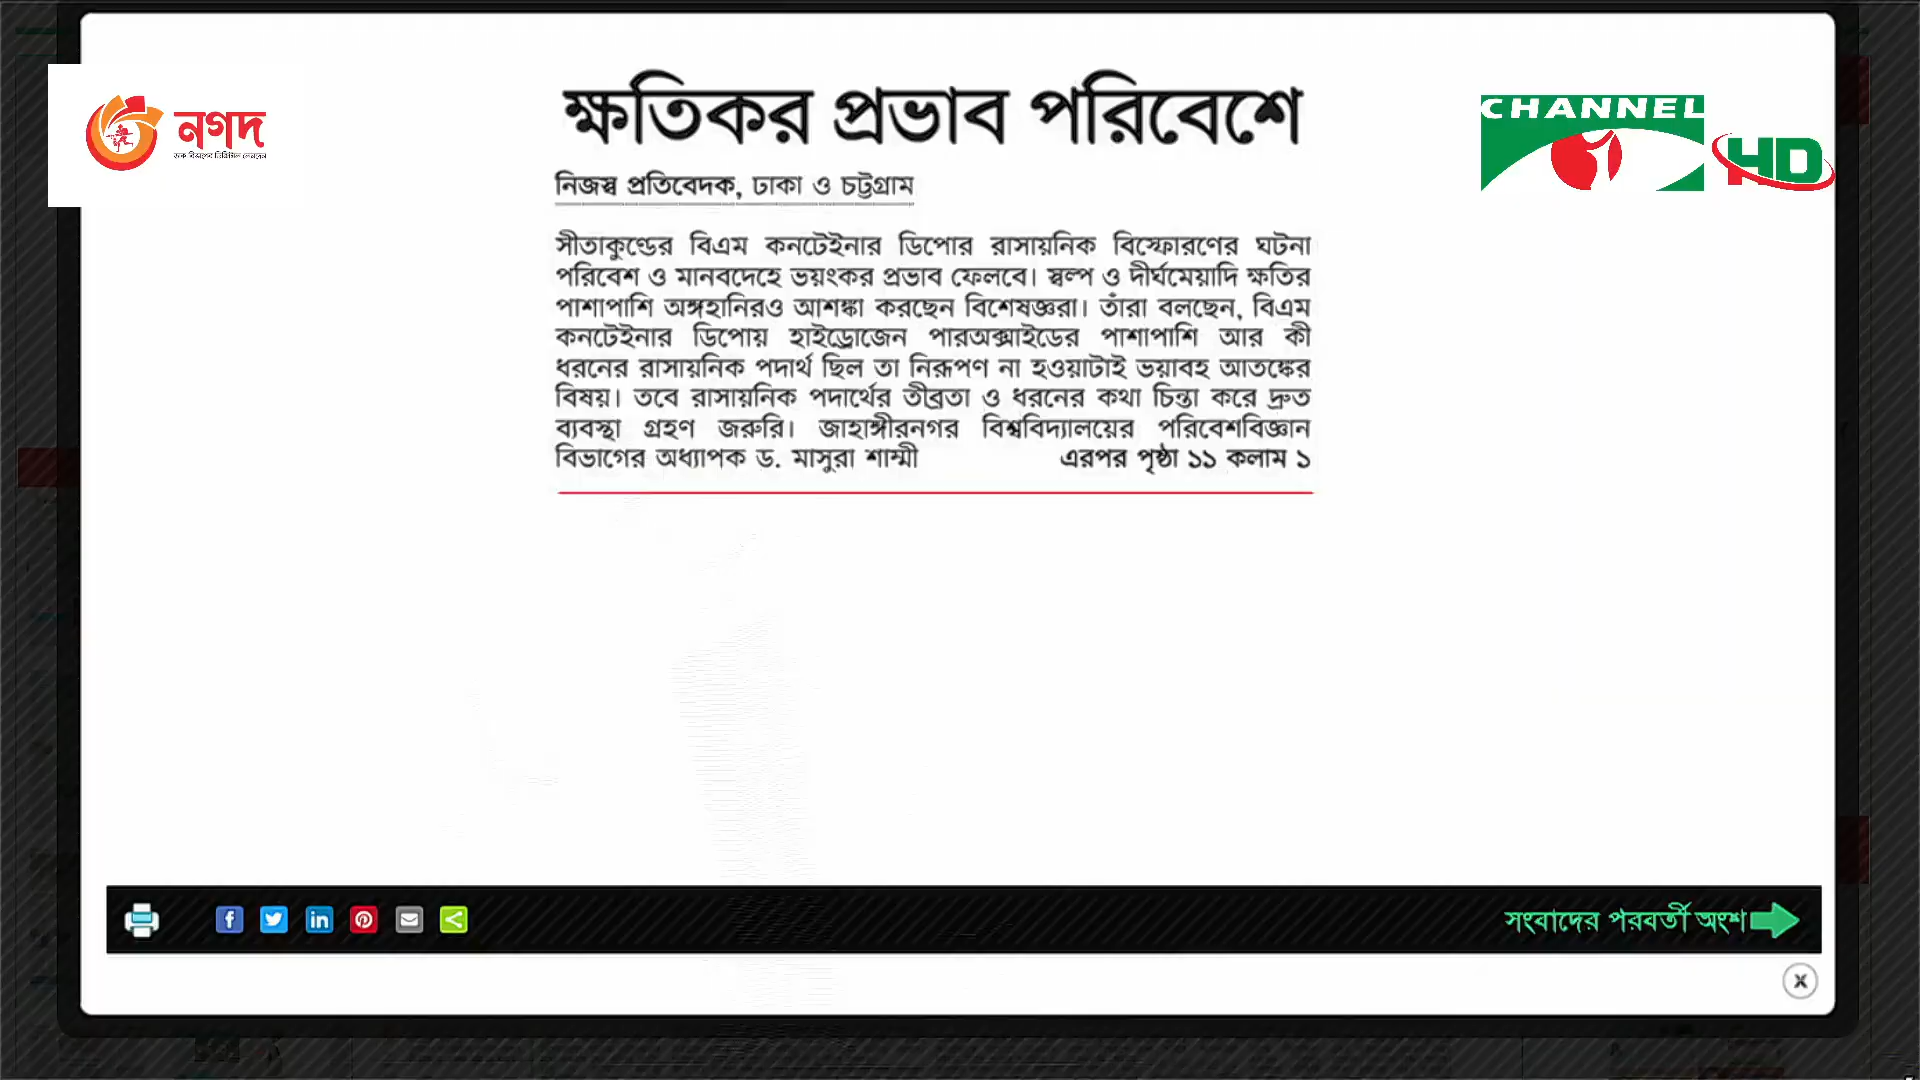 ক্ষতিকর প্রভাব পরিবেশে
নগদ
CHANNEL
HD
নিজস্ব প্রতিবেদক, ঢাকা ও চট্টগ্রাম
সীতাকুণ্ডের বিএম কনটেইনার ডিপোর রাসায়নিক বিস্ফোরণের ঘটনা
পরিবেশ ও মানবদেহে ভয়ংকর প্রভাব ফেলবে। স্বল্প ও দীর্ঘমেয়াদি ক্ষতির
পাশাপাশি অঙ্গহানিরও আশঙ্কা করছেন বিশেষজ্ঞরা। তাঁরা বলছেন, বিএম
কনটেইনার ডিপোয় হাইড্রোজেন পারঅক্সাইডের পাশাপাশি আর কী
ধরনের রাসায়নিক পদার্থ ছিল তা নিরূপণ না হওয়াটাই ভয়াবহ আতঙ্কের
বিষয়। তবে রাসায়নিক পদার্থের তীব্রতা ও ধরনের কথা চিন্তা করে দ্রুত
ব্যবস্থা গ্রহণ জরুরি। জাহাঙ্গীরনগর বিশ্ববিদ্যালয়ের পরিবেশবিজ্ঞান
বিভাগের অধ্যাপক ড. মাসুরা শাম্মী এরপর পৃষ্ঠা ১১ কলাম ১
সংবাদের পরবর্তী অংশ
x